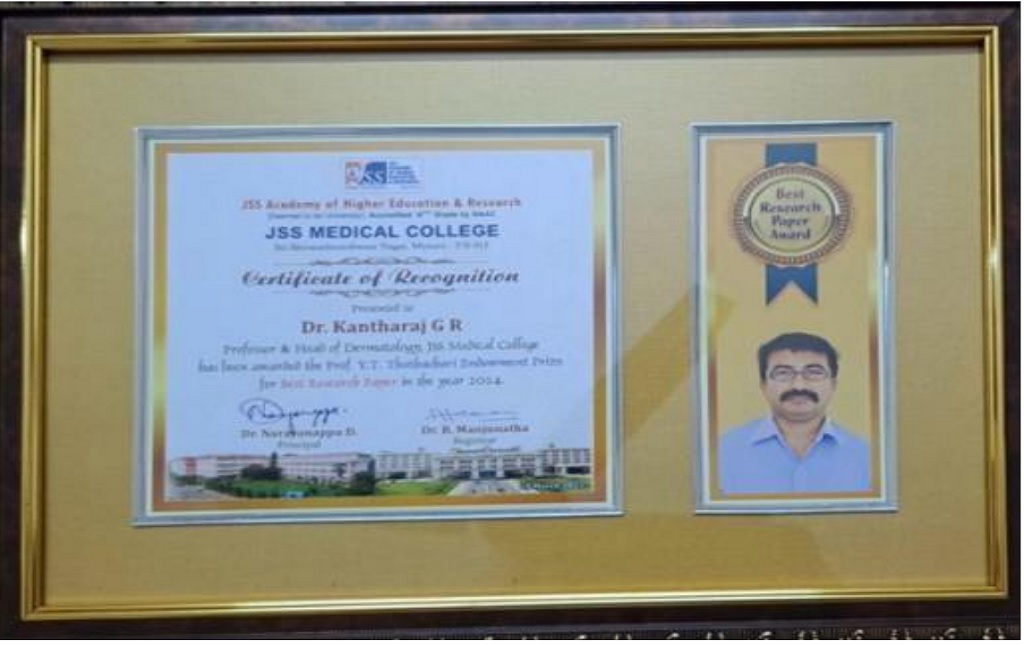 JSS
JSS Academy of Higher Education & Research
JSS MEDICAL COLLEGE
Certificate of Recognition
Presented to
Dr. Kantharaj G R
Professor & Head of Dermatology, JSS Medical College
has been awarded the Prof. Y.T. Thathachari Endowment Prize
for Best Research Paper in the year 2024.
Dr. Narayanappa D.
Principal
Dr. B. Manjunatha
Registrar
Best
Research
Paper
Award